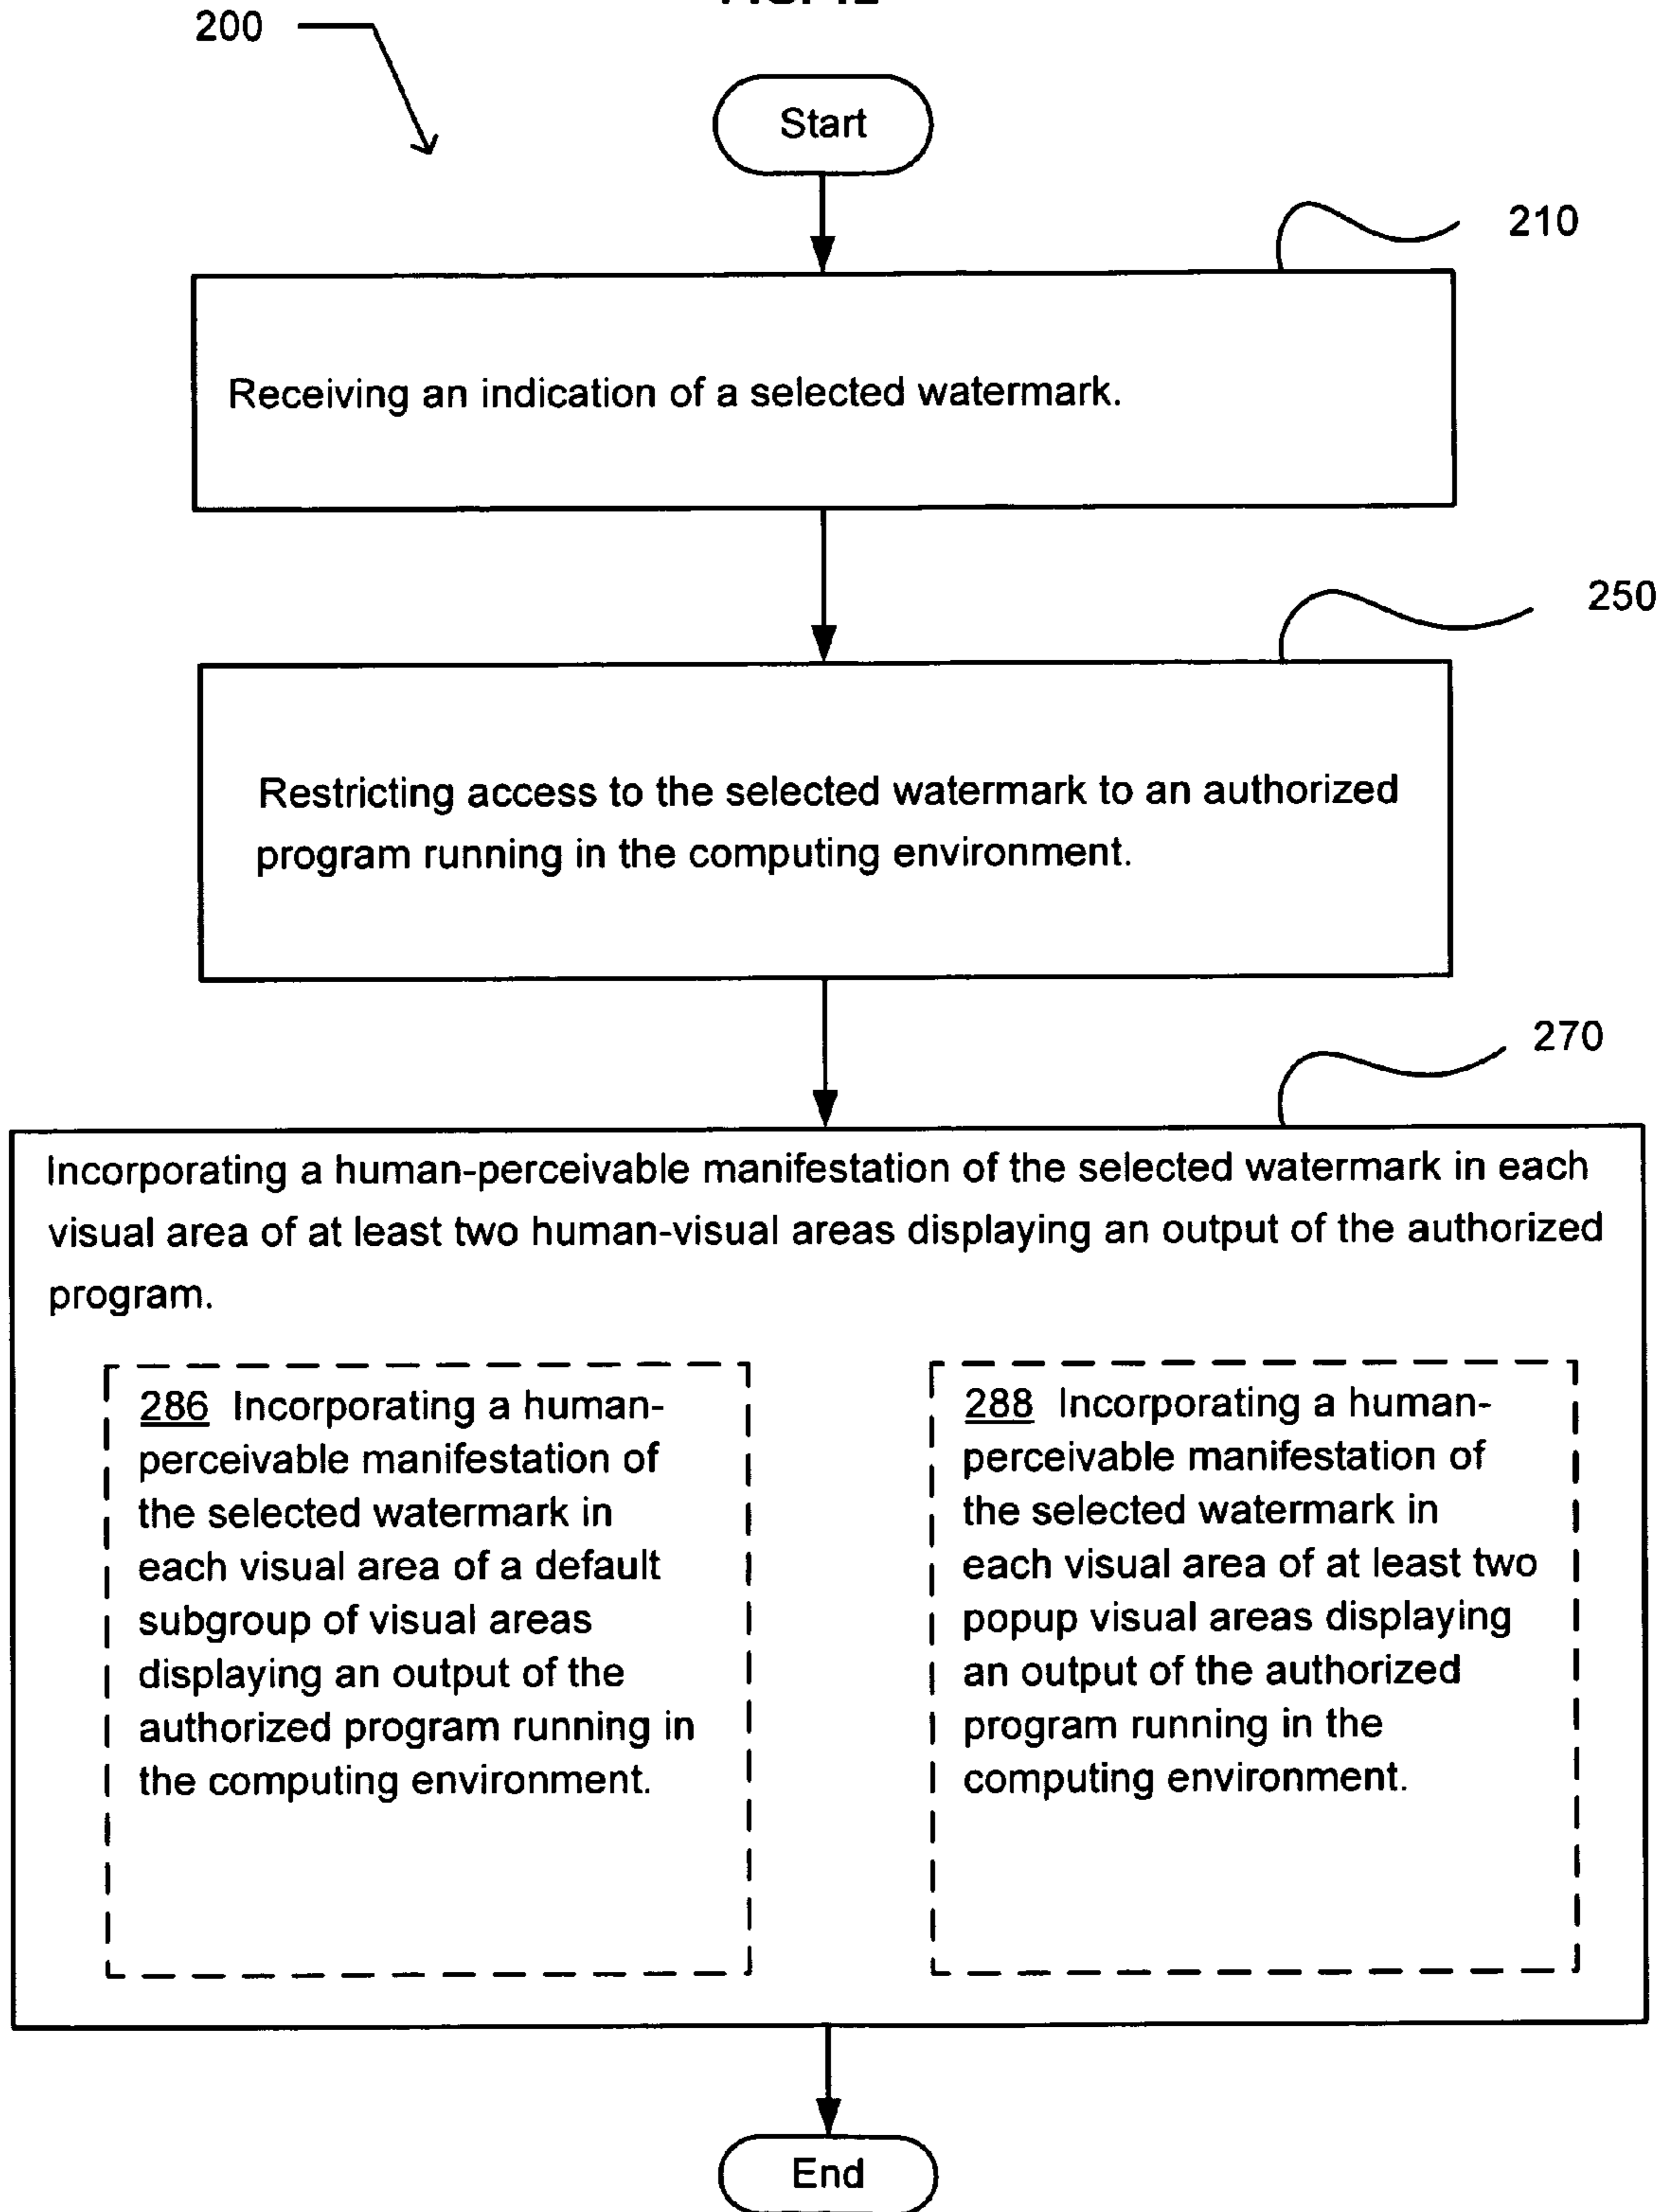 200
Start
210
Receiving an indication of a selected watermark.
250
Restricting access to the selected watermark to an authorized
program running in the computing environment.
270
Incorporating a human-perceivable manifestation of the selected watermark in each
visual area of at least two human-visual areas displaying an output of the authorized
program.
286 Incorporating a human-
perceivable manifestation of
the selected watermark in
each visual area of a default
subgroup of visual areas
displaying an output of the
authorized program running in
the computing environment.
288 Incorporating a human-
perceivable manifestation of
the selected watermark in
each visual area of at least two
popup visual areas displaying
an output of the authorized
program running in the
computing environment.
End